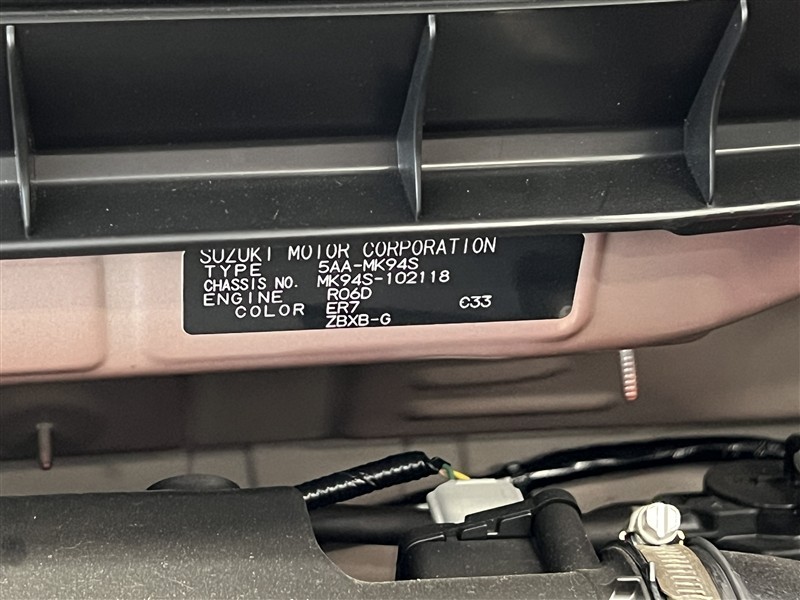 SUZUKI MOTOR CORPORATION
TYPE 5AA-MK94S
CHASSIS NO. MK94S-102118
ENGINE R06D
COLOR ER7 C33
ZBXB-G